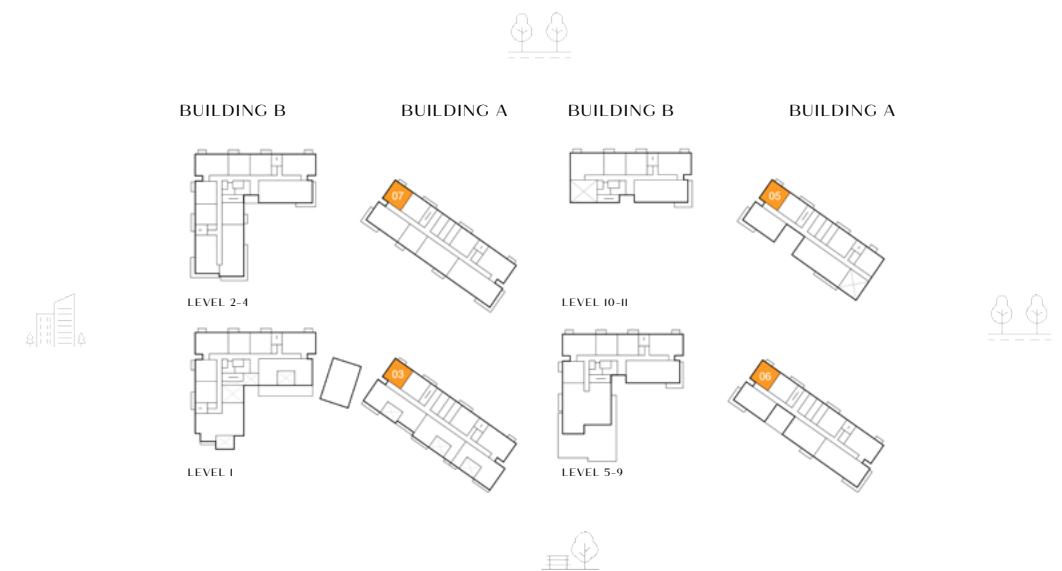 BUILDING B BUILDING A BUILDING B BUILDING A
07
05
LEVEL 2-4 LEVEL 10-11
03
06
LEVEL 1 LEVEL 5-9